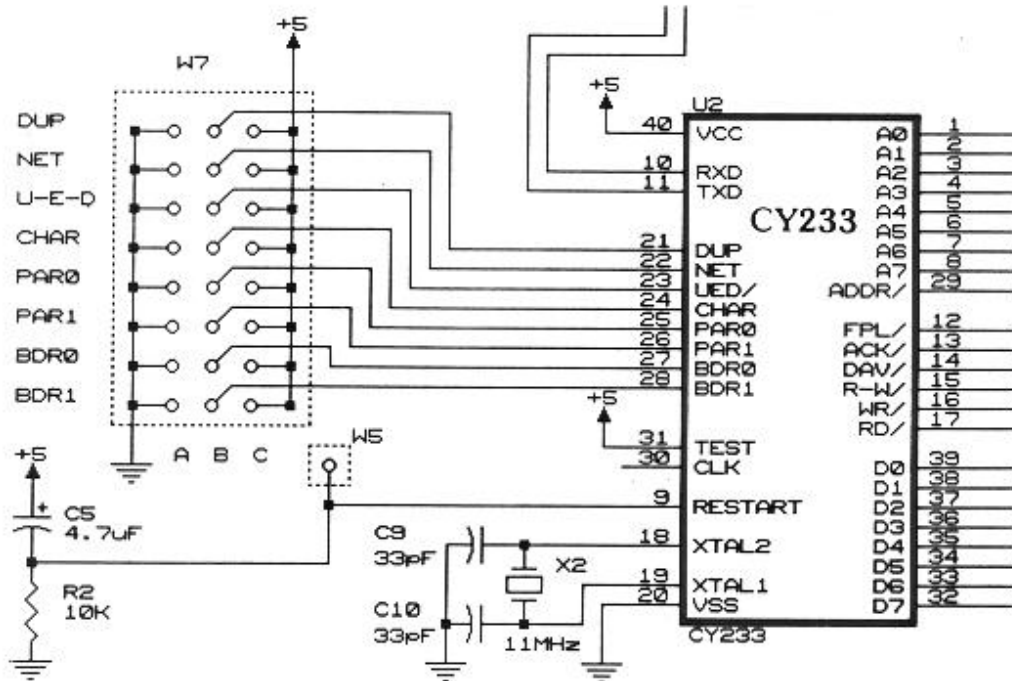 +5
W7
DUP
NET
U-E-D
CHAR
PAR0
PAR1
BDR0
BDR1
A B C
W5
+5
C5
4.7uF
R2
10K
+5
U2
40 VCC
10 RXD
11 TXD
CY233
21 DUP
22 NET
23 UED/
24 CHAR
25 PAR0
26 PAR1
27 BDR0
28 BDR1
+5
31 TEST
30 CLK
9 RESTART
18 XTAL2
19 XTAL1
20 VSS
A0 1
A1 2
A2 3
A3 4
A4 5
A5 6
A6 7
A7 8
ADDR/ 29
FPL/ 12
ACK/ 13
DAV/ 14
R-W/ 15
WR/ 16
RD/ 17
D0 39
D1 38
D2 37
D3 36
D4 35
D5 34
D6 33
D7 32
CY233
C9
33pF
X2
C10
33pF
11MHz